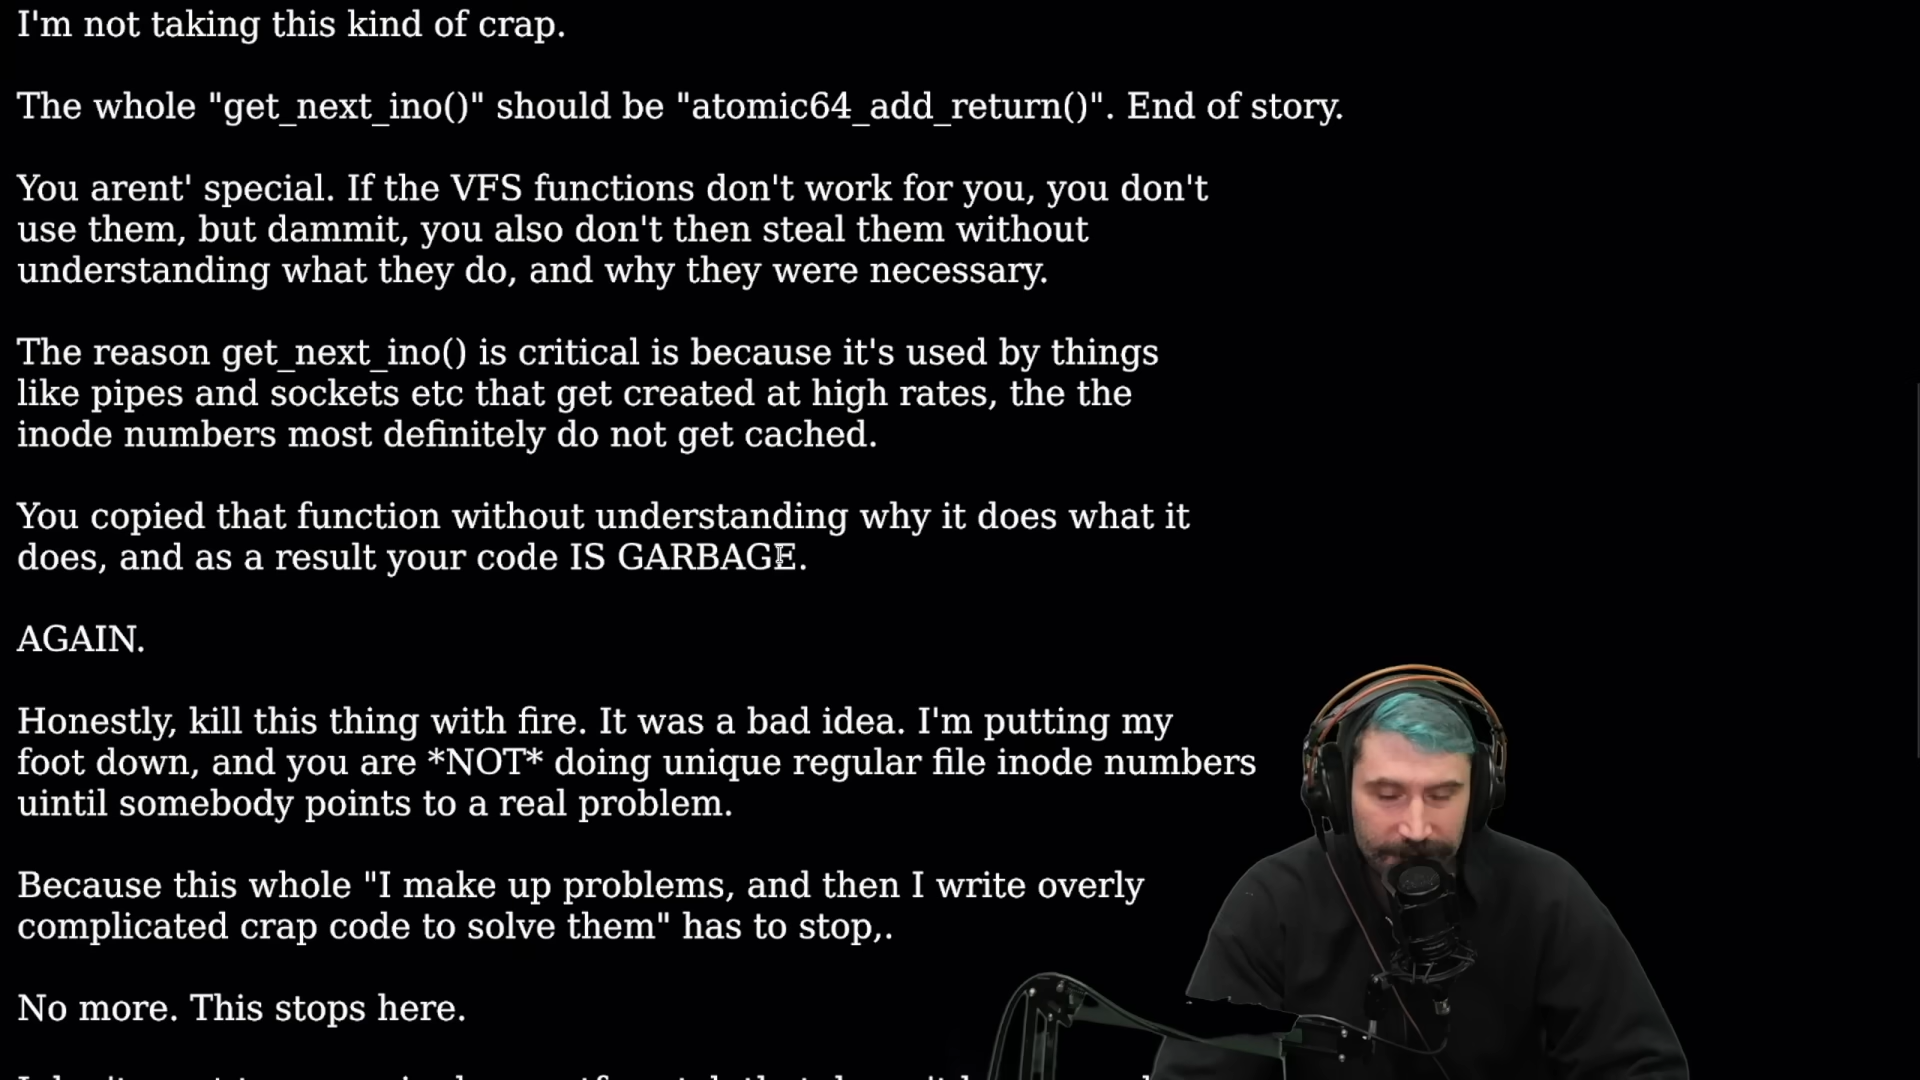 I'm not taking this kind of crap.
The whole "get_next_ino()" should be "atomic64_add_return()". End of story.
You arent' special. If the VFS functions don't work for you, you don't
use them, but dammit, you also don't then steal them without
understanding what they do, and why they were necessary.
The reason get_next_ino() is critical is because it's used by things
like pipes and sockets etc that get created at high rates, the the
inode numbers most definitely do not get cached.
You copied that function without understanding why it does what it
does, and as a result your code IS GARBAGE.
AGAIN.
Honestly, kill this thing with fire. It was a bad idea. I'm putting my
foot down, and you are *NOT* doing unique regular file inode numbers
uintil somebody points to a real problem.
Because this whole "I make up problems, and then I write overly
complicated crap code to solve them" has to stop,.
No more. This stops here.